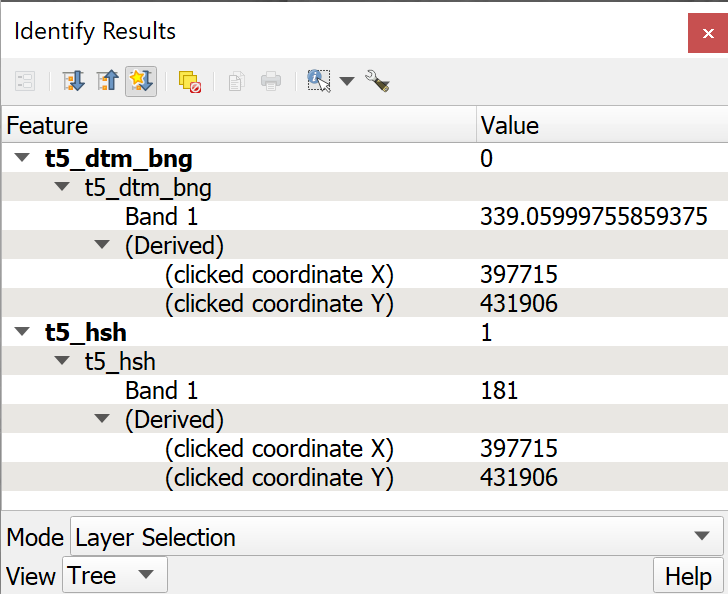 Identify Results
Feature Value
t5_dtm_bng 0
t5_dtm_bng
Band 1 339.05999755859375
(Derived)
(clicked coordinate X) 397715
(clicked coordinate Y) 431906
t5_hsh 1
t5_hsh
Band 1 181
(Derived)
(clicked coordinate X) 397715
(clicked coordinate Y) 431906
Mode Layer Selection
View Tree Help